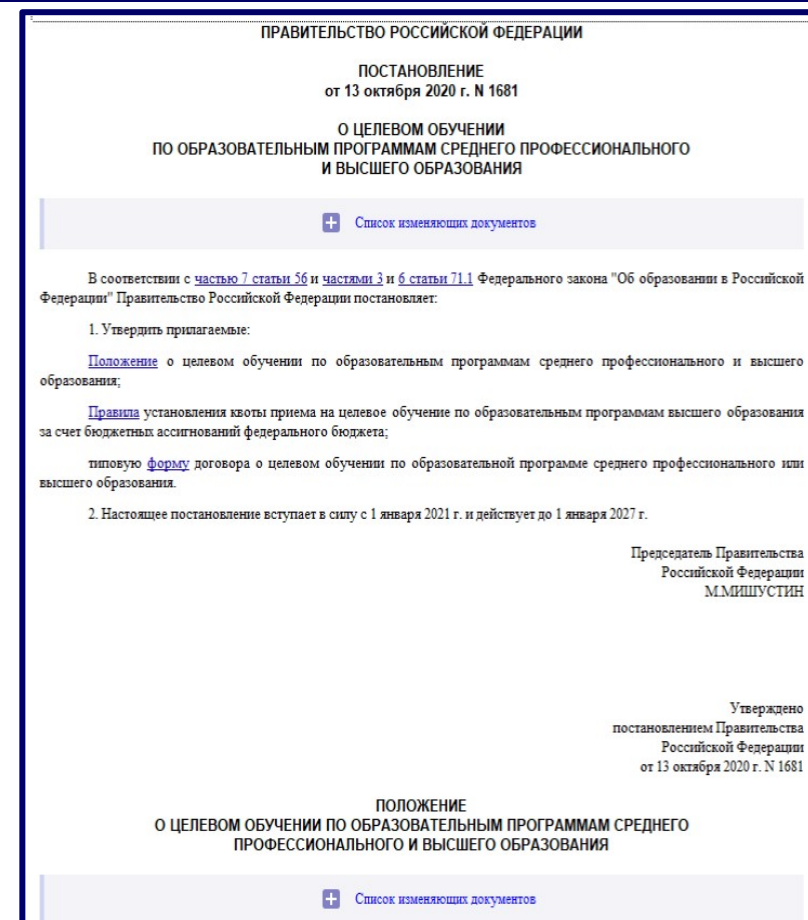 ПРАВИТЕЛЬСТВО РОССИЙСКОЙ ФЕДЕРАЦИИ
ПОСТАНОВЛЕНИЕ
от 13 октября 2020 г. N 1681
О ЦЕЛЕВОМ ОБУЧЕНИИ
ПО ОБРАЗОВАТЕЛЬНЫМ ПРОГРАММАМ СРЕДНЕГО ПРОФЕССИОНАЛЬНОГО
И ВЫСШЕГО ОБРАЗОВАНИЯ
Список изменяющих документов
В соответствии с частью 7 статьи 56 и частями 3 и 6 статьи 71.1 Федерального закона "Об образовании в Российской
Федерации" Правительство Российской Федерации постановляет:
1. Утвердить прилагаемые:
Положение о целевом обучении по образовательным программам среднего профессионального и высшего
образования;
Правила установления квоты приема на целевое обучение по образовательным программам высшего образования
за счет бюджетных ассигнований федерального бюджета;
типовую форму договора о целевом обучении по образовательной программе среднего профессионального или
высшего образования.
2. Настоящее постановление вступает в силу с 1 января 2021 г. и действует до 1 января 2027 г.
Председатель Правительства
Российской Федерации
М.МИШУСТИН
Утверждено
постановлением Правительства
Российской Федерации
от 13 октября 2020 г. N 1681
ПОЛОЖЕНИЕ
О ЦЕЛЕВОМ ОБУЧЕНИИ ПО ОБРАЗОВАТЕЛЬНЫМ ПРОГРАММАМ СРЕДНЕГО
ПРОФЕССИОНАЛЬНОГО И ВЫСШЕГО ОБРАЗОВАНИЯ
Список изменяющих документов